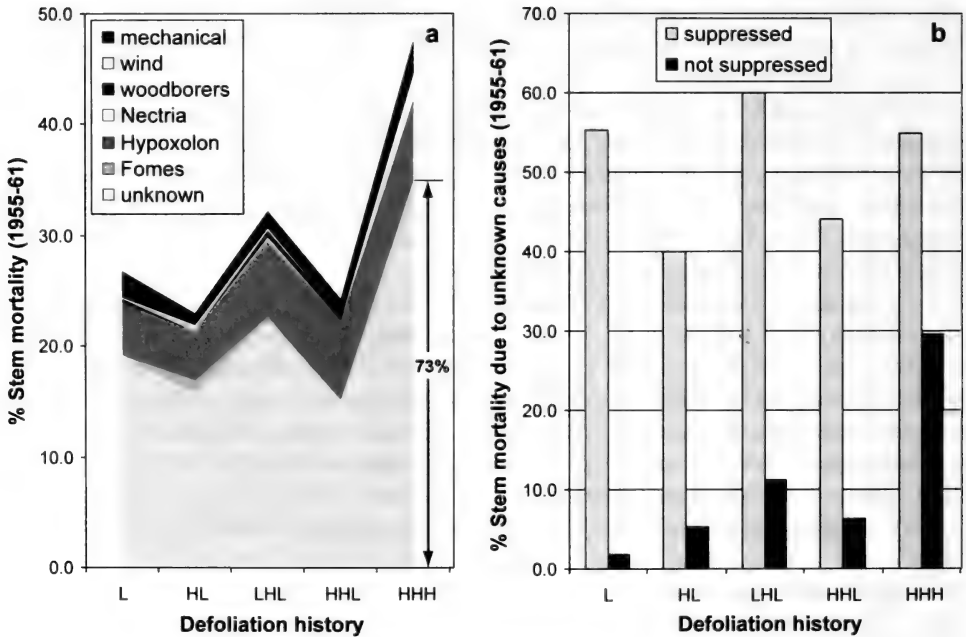 a
% Stem mortality (1955-61)
50.0
40.0
30.0
20.0
10.0
0.0
mechanical
wind
woodborers
Nectria
Hypoxolon
Fomes
unknown
73%
L HL LHL HHL HHH
Defoliation history
b
% Stem mortality due to unknown causes (1955-61)
70.0
60.0
50.0
40.0
30.0
20.0
10.0
0.0
suppressed
not suppressed
L HL LHL HHL HHH
Defoliation history